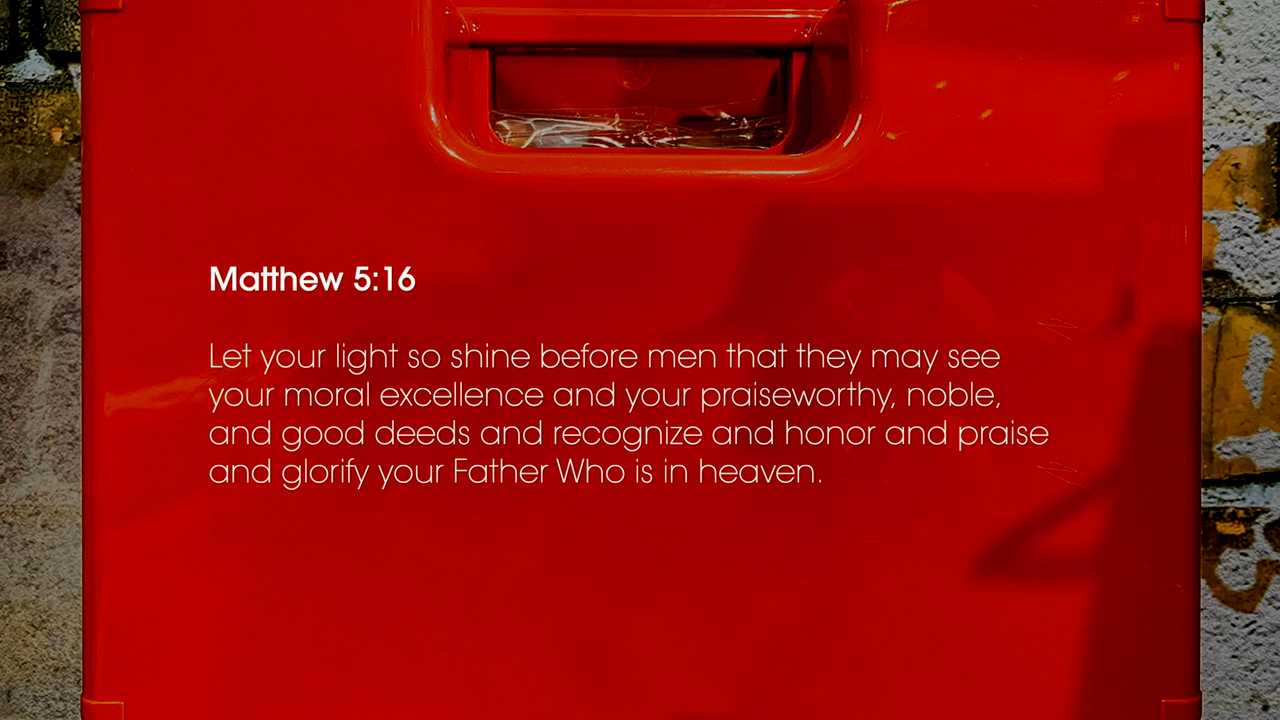 Matthew 5:16
Let your light so shine before men that they may see
your moral excellence and your praiseworthy, noble,
and good deeds and recognize and honor and praise
and glorify your Father Who is in heaven.